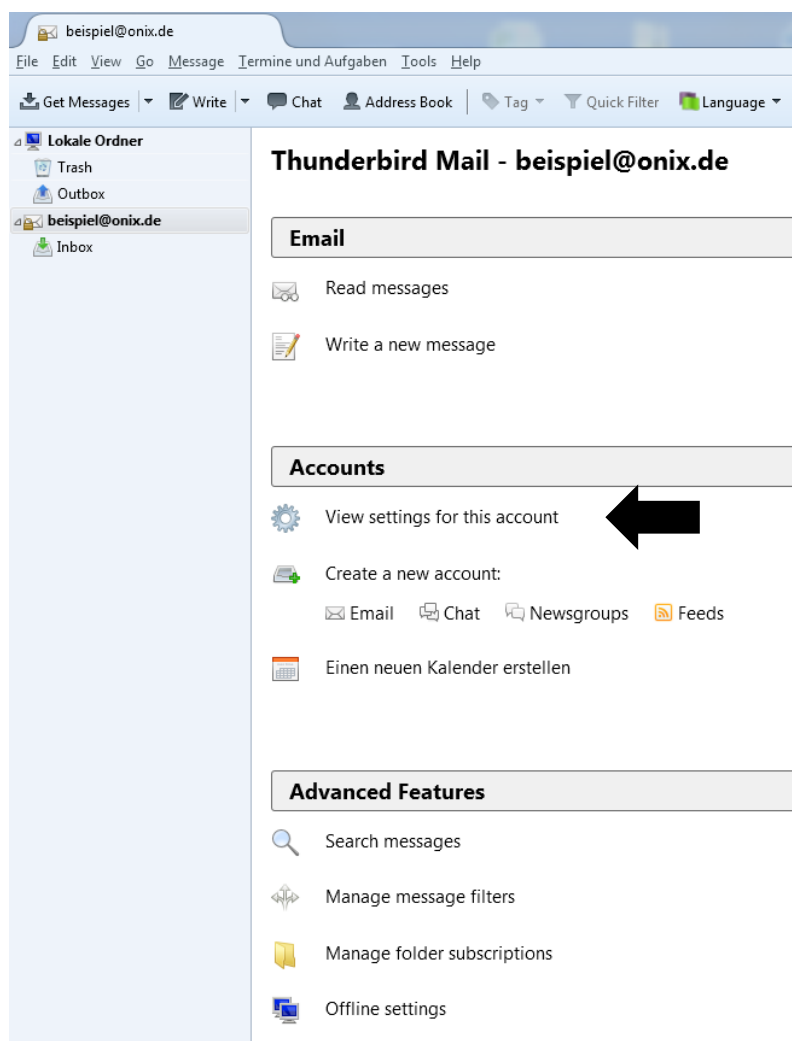 beispiel@onix.de
File Edit View Go Message Termine und Aufgaben Tools Help
Get Messages Write Chat Address Book Tag Quick Filter Language
Lokale Ordner
Trash
Outbox
beispiel@onix.de
Inbox
Thunderbird Mail - beispiel@onix.de
Email
Read messages
Write a new message
Accounts
View settings for this account
Create a new account:
Email Chat Newsgroups Feeds
Einen neuen Kalender erstellen
Advanced Features
Search messages
Manage message filters
Manage folder subscriptions
Offline settings